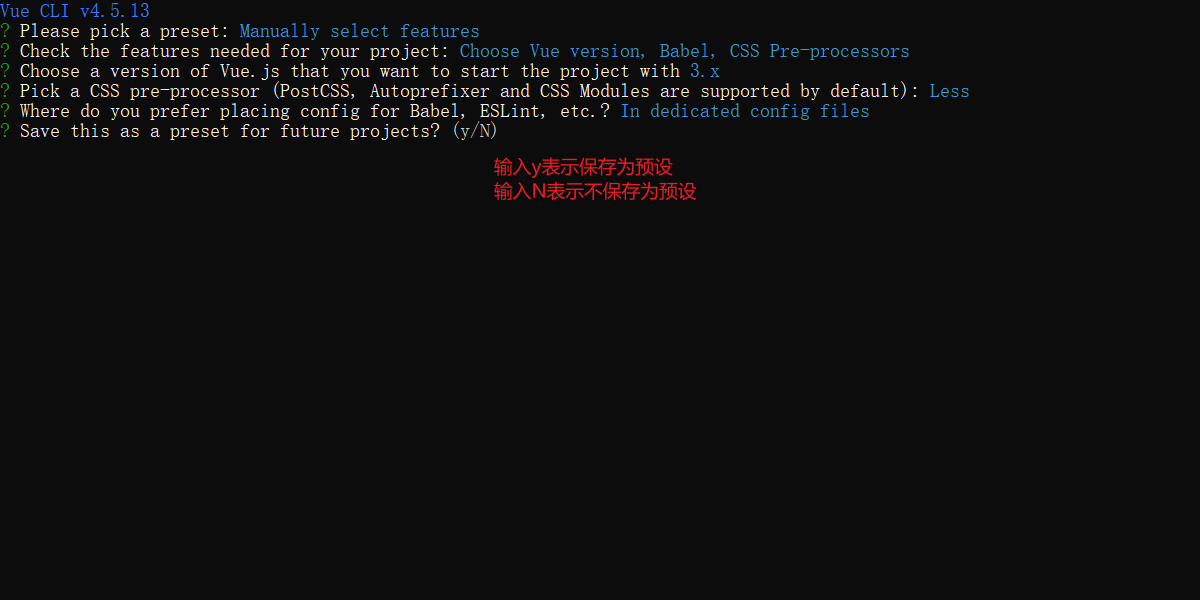 Vue CLI v4.5.13
? Please pick a preset: Manually select features
? Check the features needed for your project: Choose Vue version, Babel, CSS Pre-processors
? Choose a version of Vue.js that you want to start the project with 3.x
? Pick a CSS pre-processor (PostCSS, Autoprefixer and CSS Modules are supported by default): Less
? Where do you prefer placing config for Babel, ESLint, etc.? In dedicated config files
? Save this as a preset for future projects? (y/N)
输入y表示保存为预设
输入N表示不保存为预设